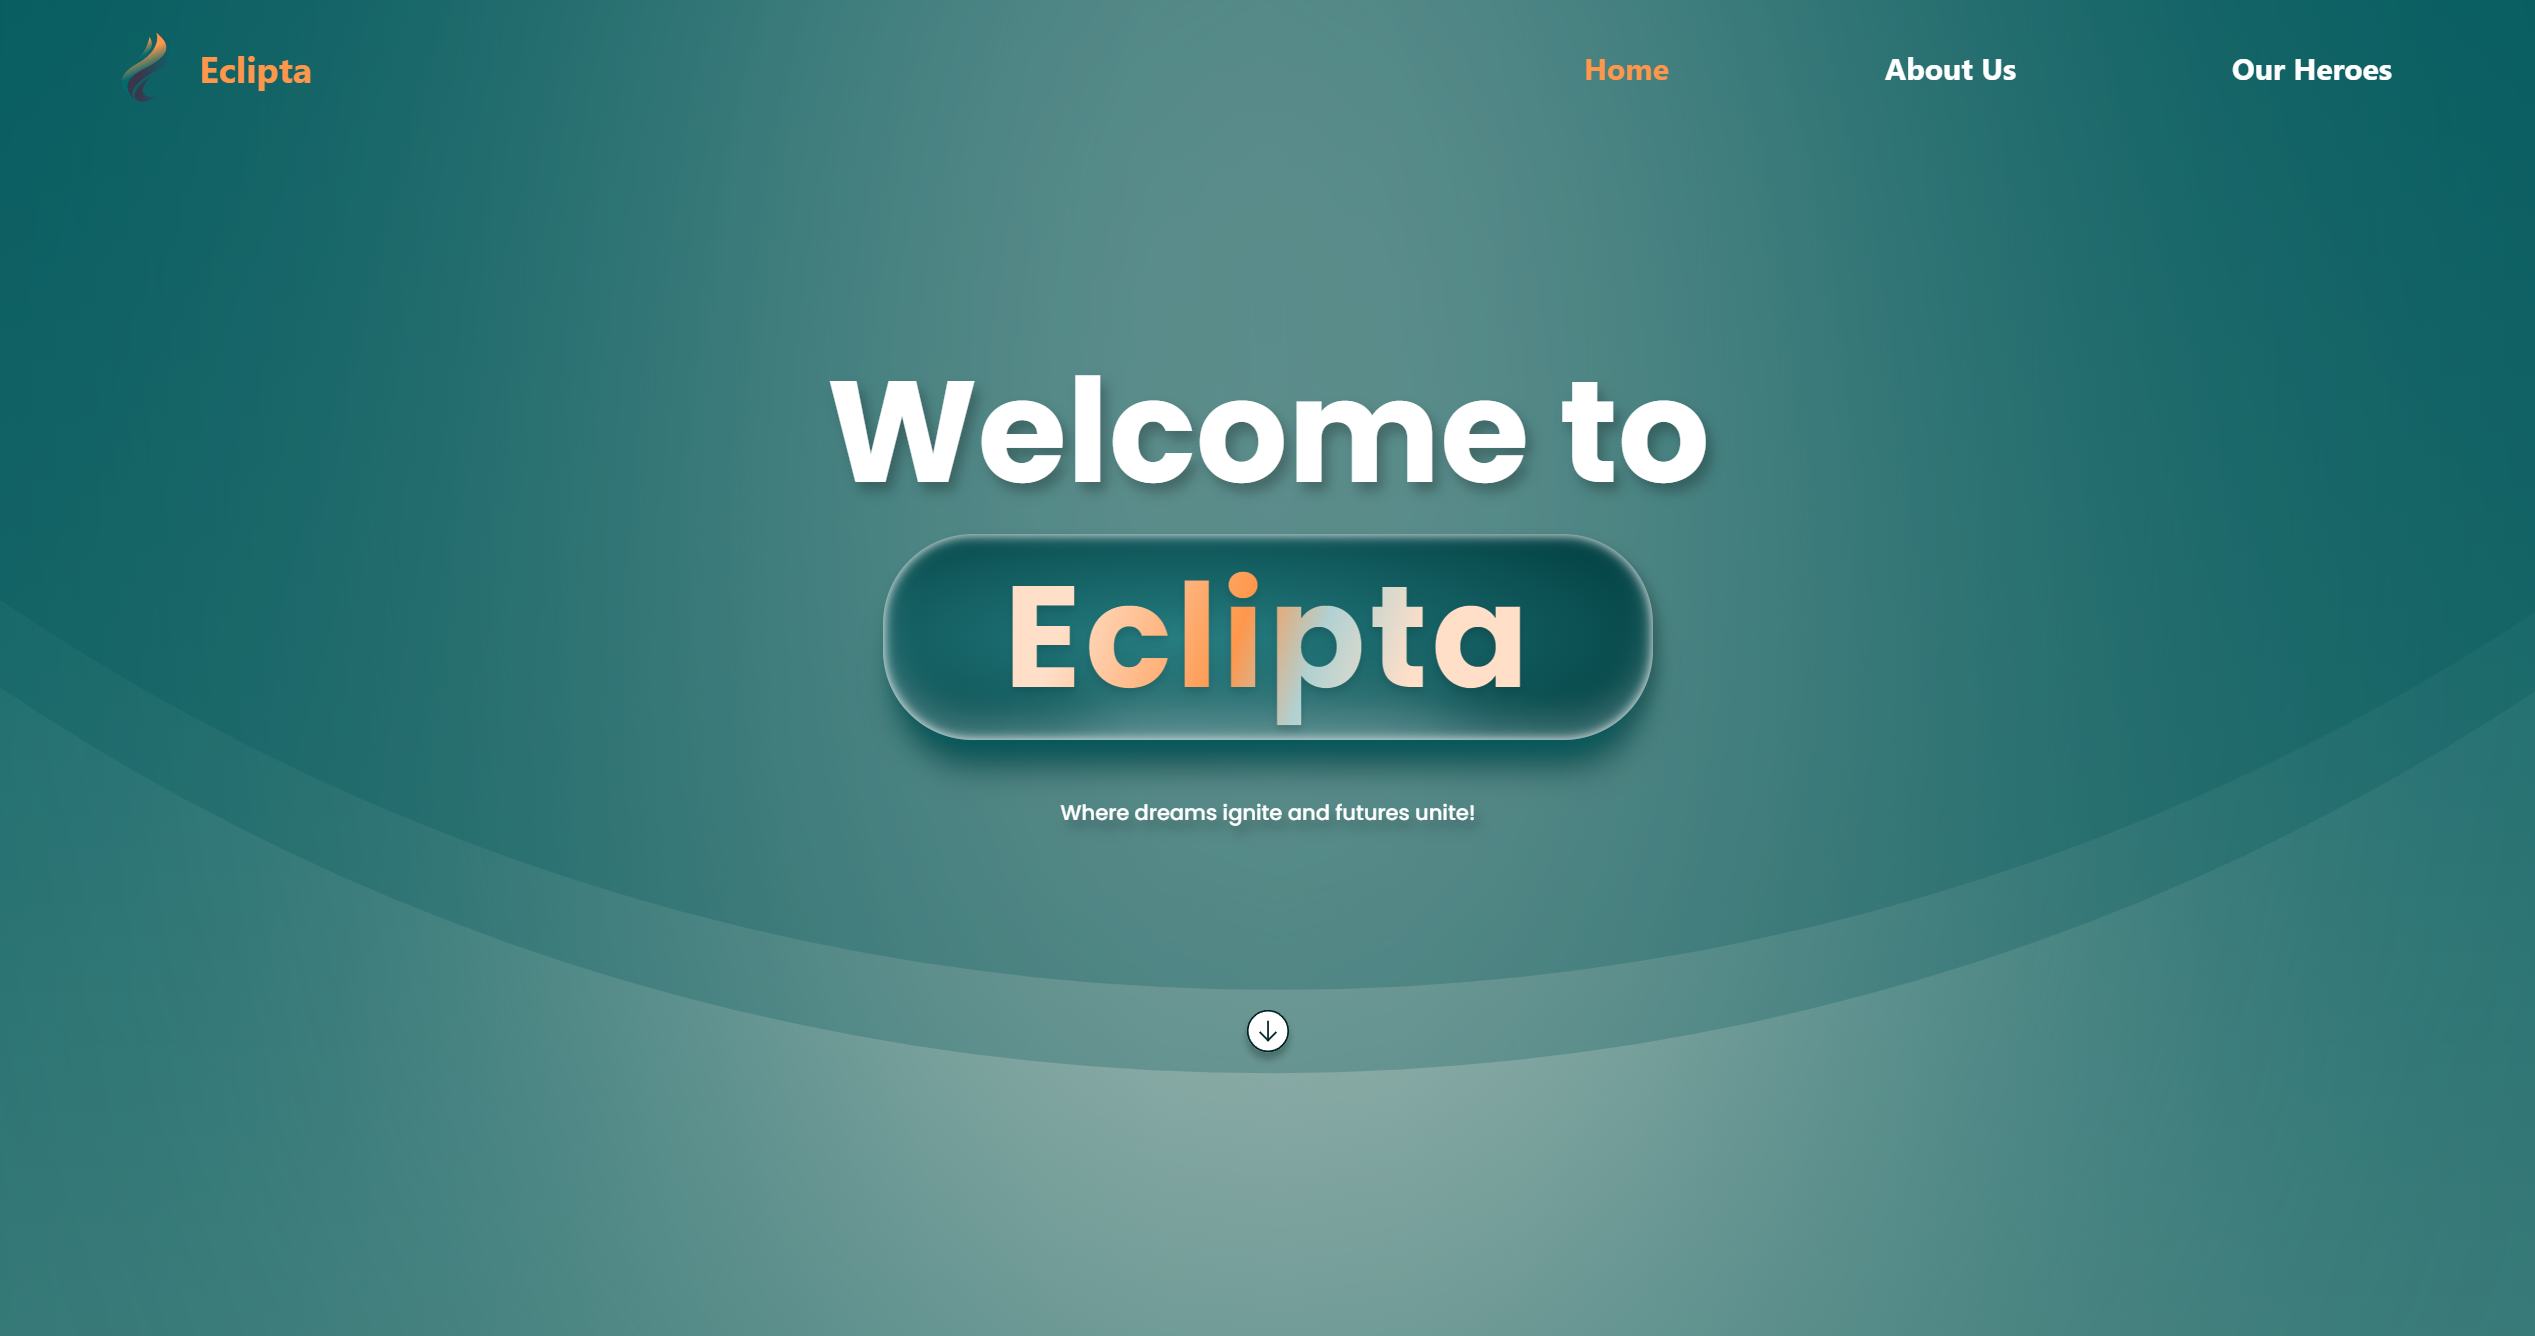 Eclipta
Home
About Us
Our Heroes
Welcome to
Eclipta
Where dreams ignite and futures unite!